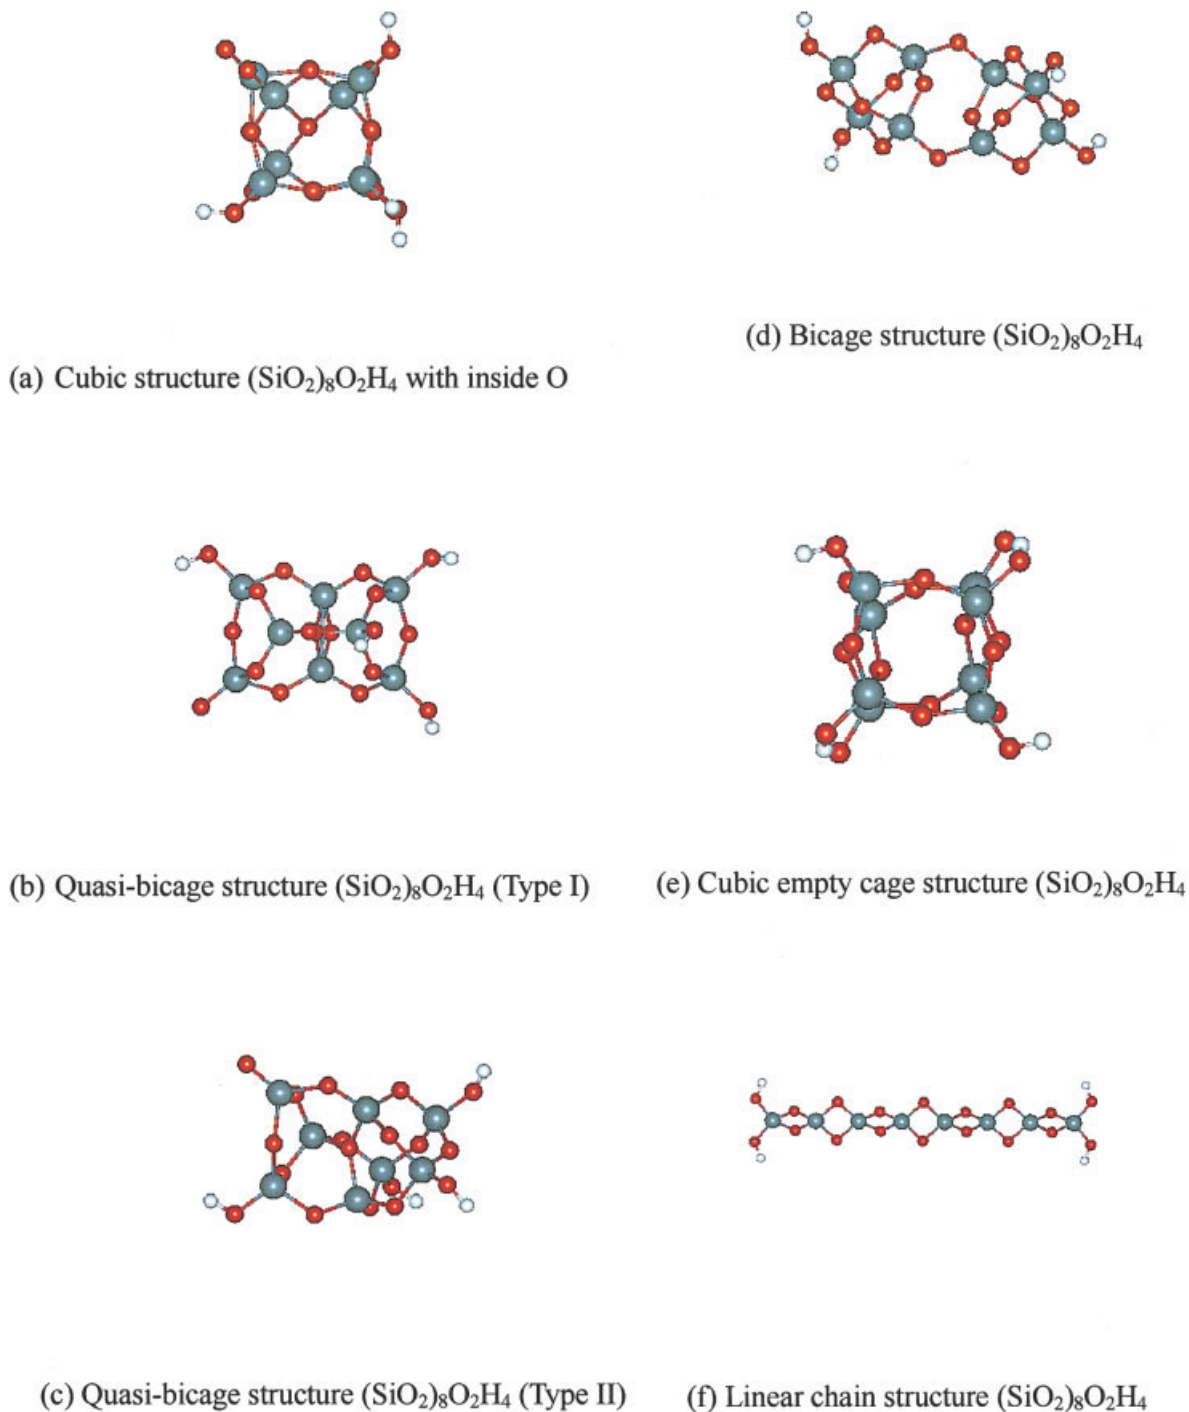 (d) Bicage structure (SiO₂)₈O₂H₄
(a) Cubic structure (SiO₂)₈O₂H₄ with inside O
(b) Quasi-bicage structure (SiO₂)₈O₂H₄ (Type I)
(e) Cubic empty cage structure (SiO₂)₈O₂H₄
(c) Quasi-bicage structure (SiO₂)₈O₂H₄ (Type II)
(f) Linear chain structure (SiO₂)₈O₂H₄